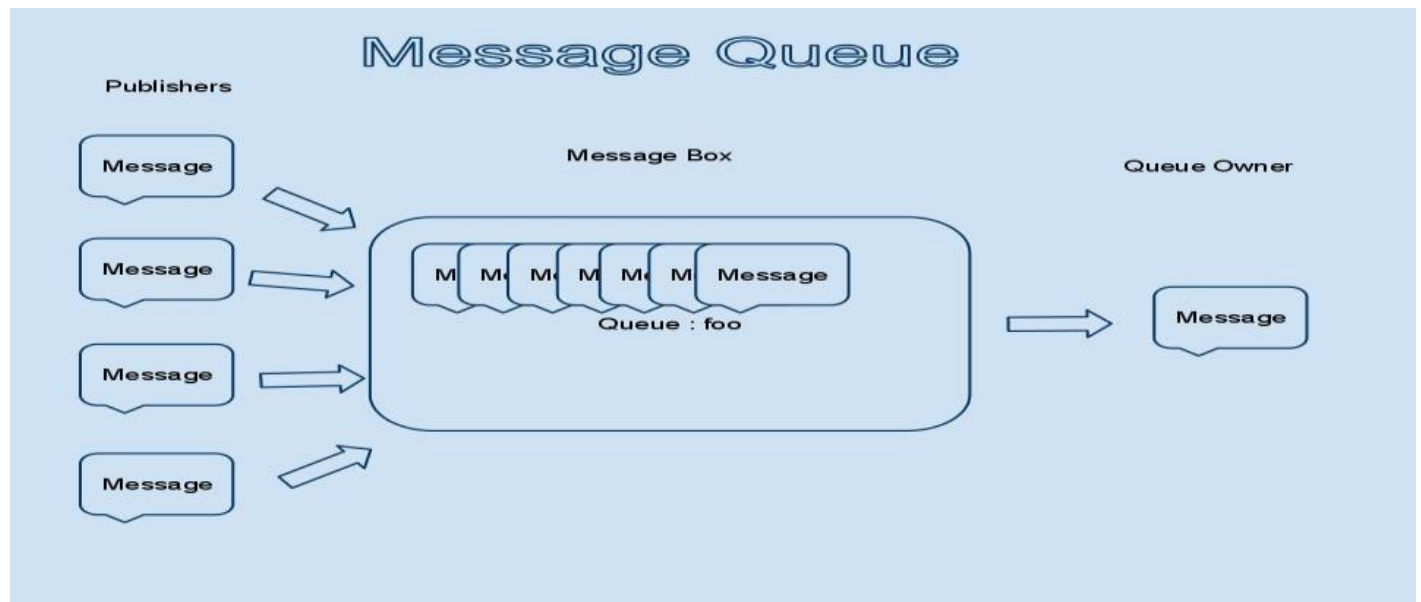 Message Queue
Publishers
Message Box
Queue Owner
Message
Message
Message
Message
M M M M M M Message
Queue : foo
Message